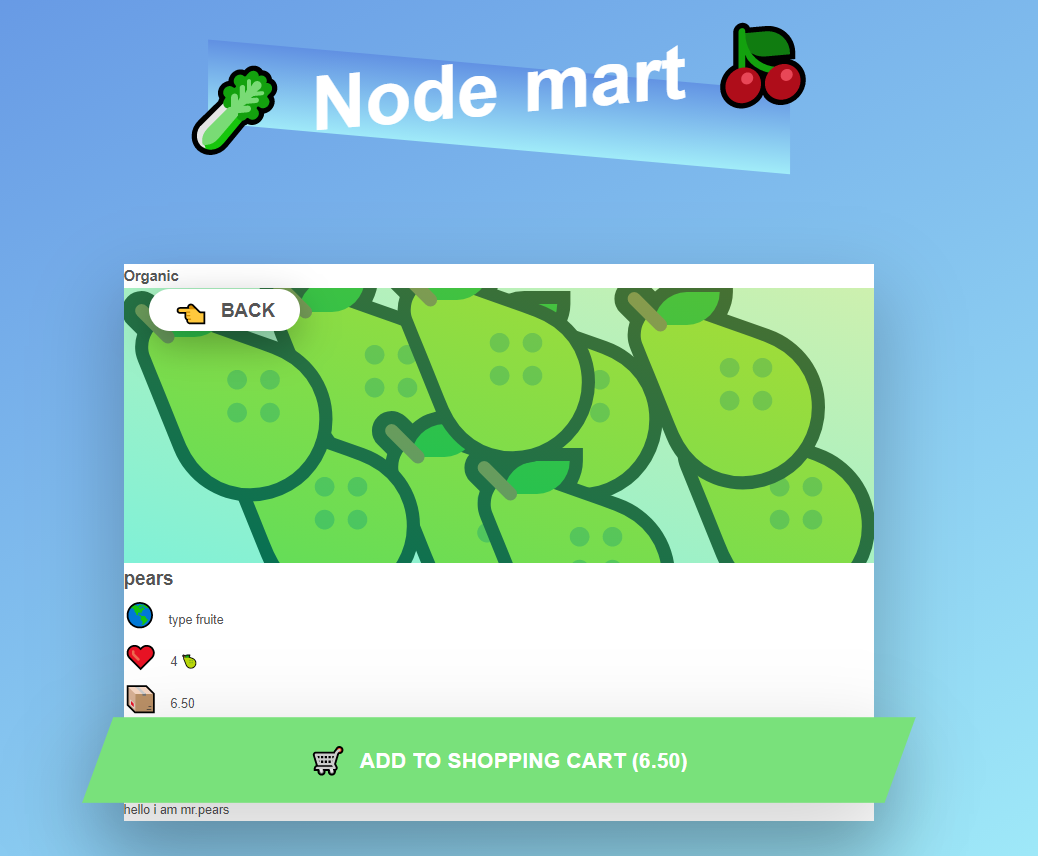 Node mart
Organic
BACK
pears
type fruite
4
6.50
ADD TO SHOPPING CART (6.50)
hello i am mr.pears